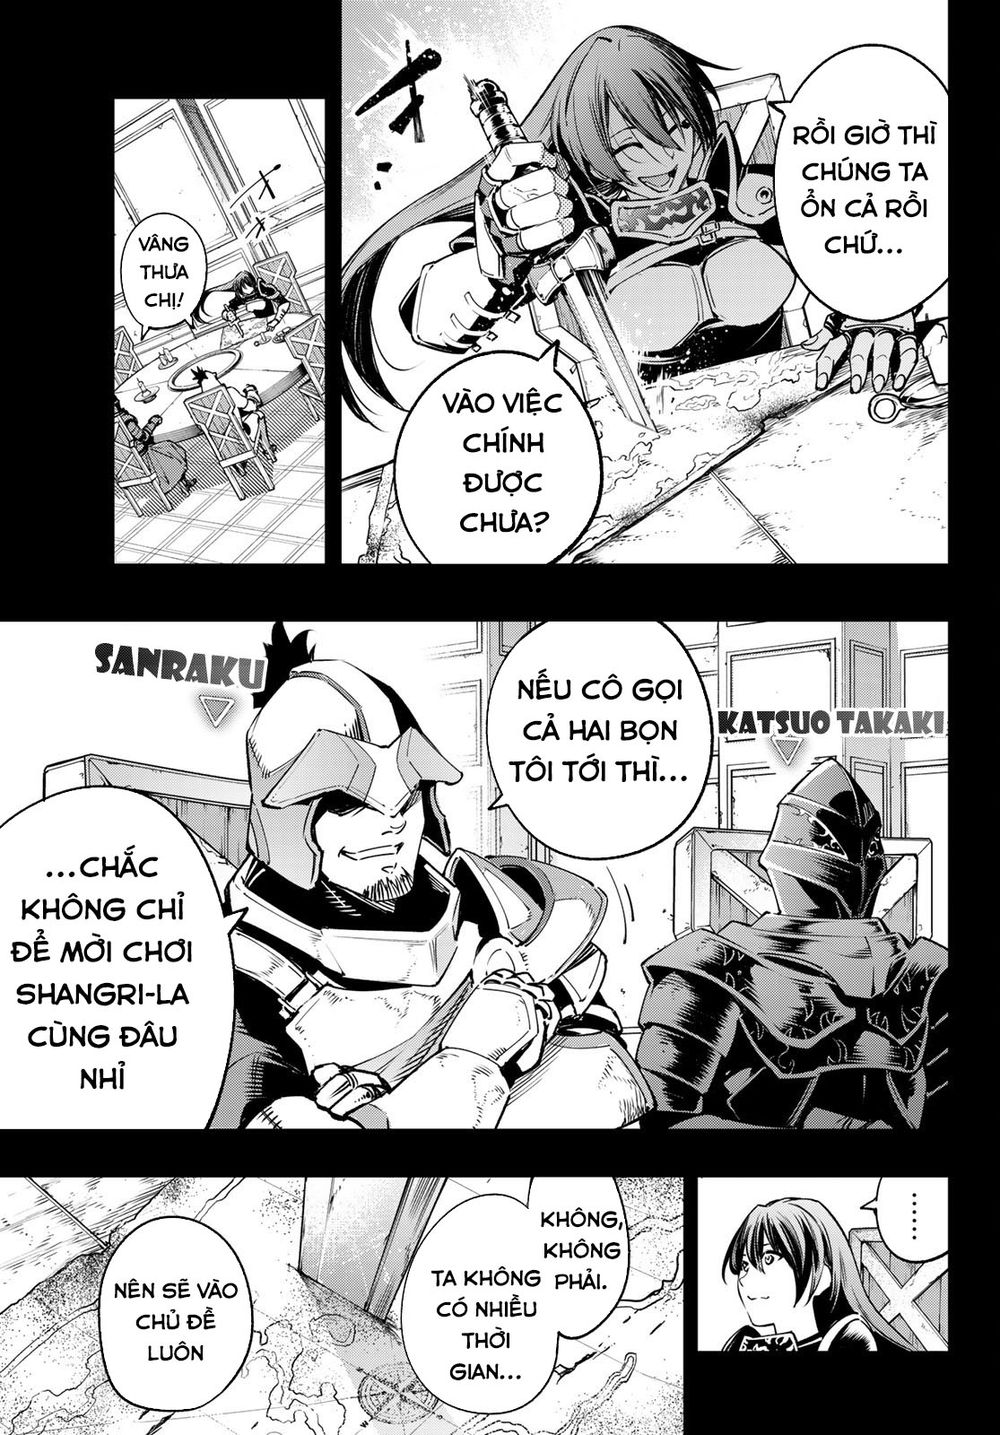 RỒI GIỜ THÌ
CHÚNG TA
ỔN CẢ RỒI
CHỨ...
VÀO VIỆC
CHÍNH
ĐƯỢC
CHƯA?
VÂNG
THƯA
CHỊ!
NẾU CÔ GỌI
CẢ HAI BỌN
TÔI TỚI THÌ...
KATSUO TAKAKI
SANRAKU
...CHẮC
KHÔNG CHỈ
ĐỂ MỜI CHƠI
SHANGRI-LA
CÙNG ĐÂU
NHỈ
......
KHÔNG,
KHÔNG
PHẢI.
TA KHÔNG
CÓ NHIỀU
THỜI
GIAN...
NÊN SẼ VÀO
CHỦ ĐỀ
LUÔN